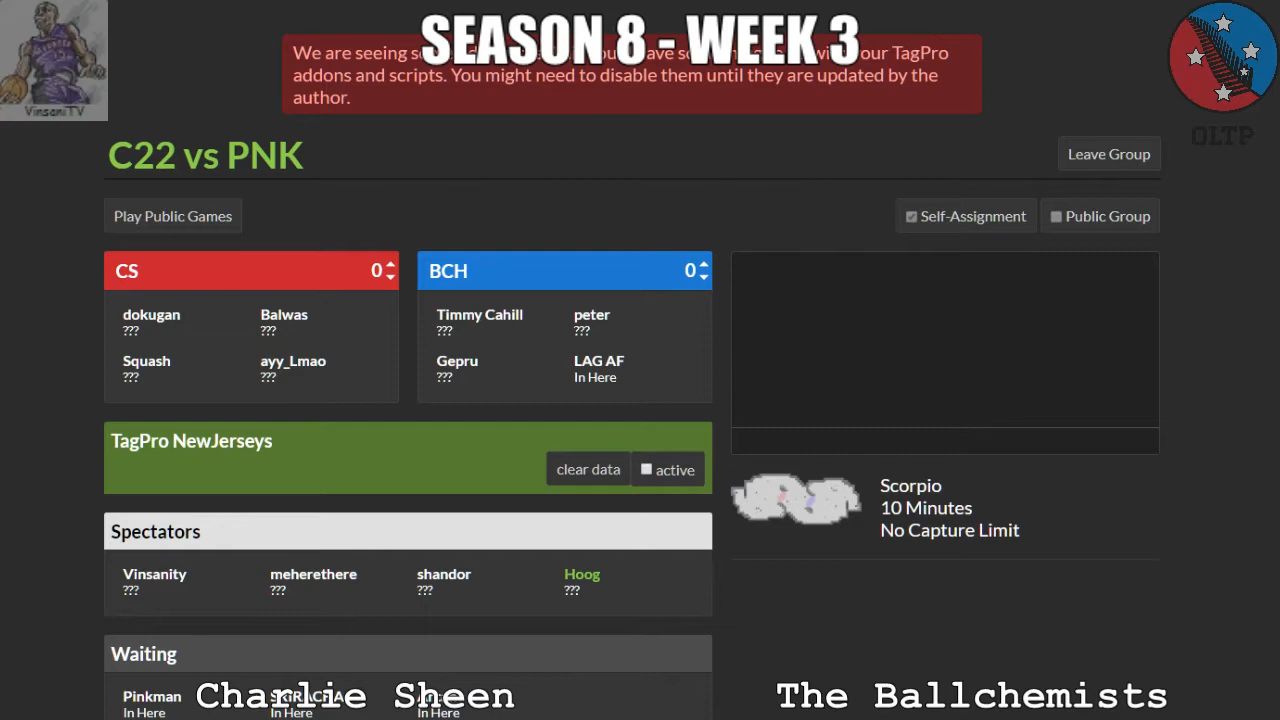 SEASON 8 - WEEK 3
We are seeing so
our TagPro
addons and scripts. You might need to disable them until they are updated by the
author.
VinsaniTV
OLTP
C22 vs PNK
Leave Group
Play Public Games
Self-Assignment
Public Group
CS 0
BCH 0
dokugan Balwas
??? ???
Squash ayy_Lmao
??? ???
Timmy Cahill peter
??? ???
Gepru LAG AF
??? In Here
TagPro NewJerseys
clear data active
Scorpio
10 Minutes
No Capture Limit
Spectators
Vinsanity meherethere shandor Hoog
??? ??? ??? ???
Waiting
Pinkman
In Here In Here In Here
Charlie Sheen
The Ballchemists